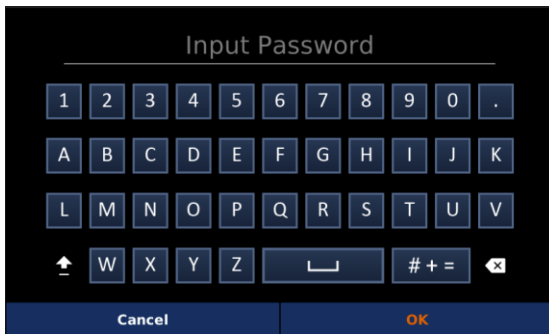 Input Password
1 2 3 4 5 6 7 8 9 0 .
A B C D E F G H I J K
L M N O P Q R S T U V
W X Y Z # + =
Cancel OK